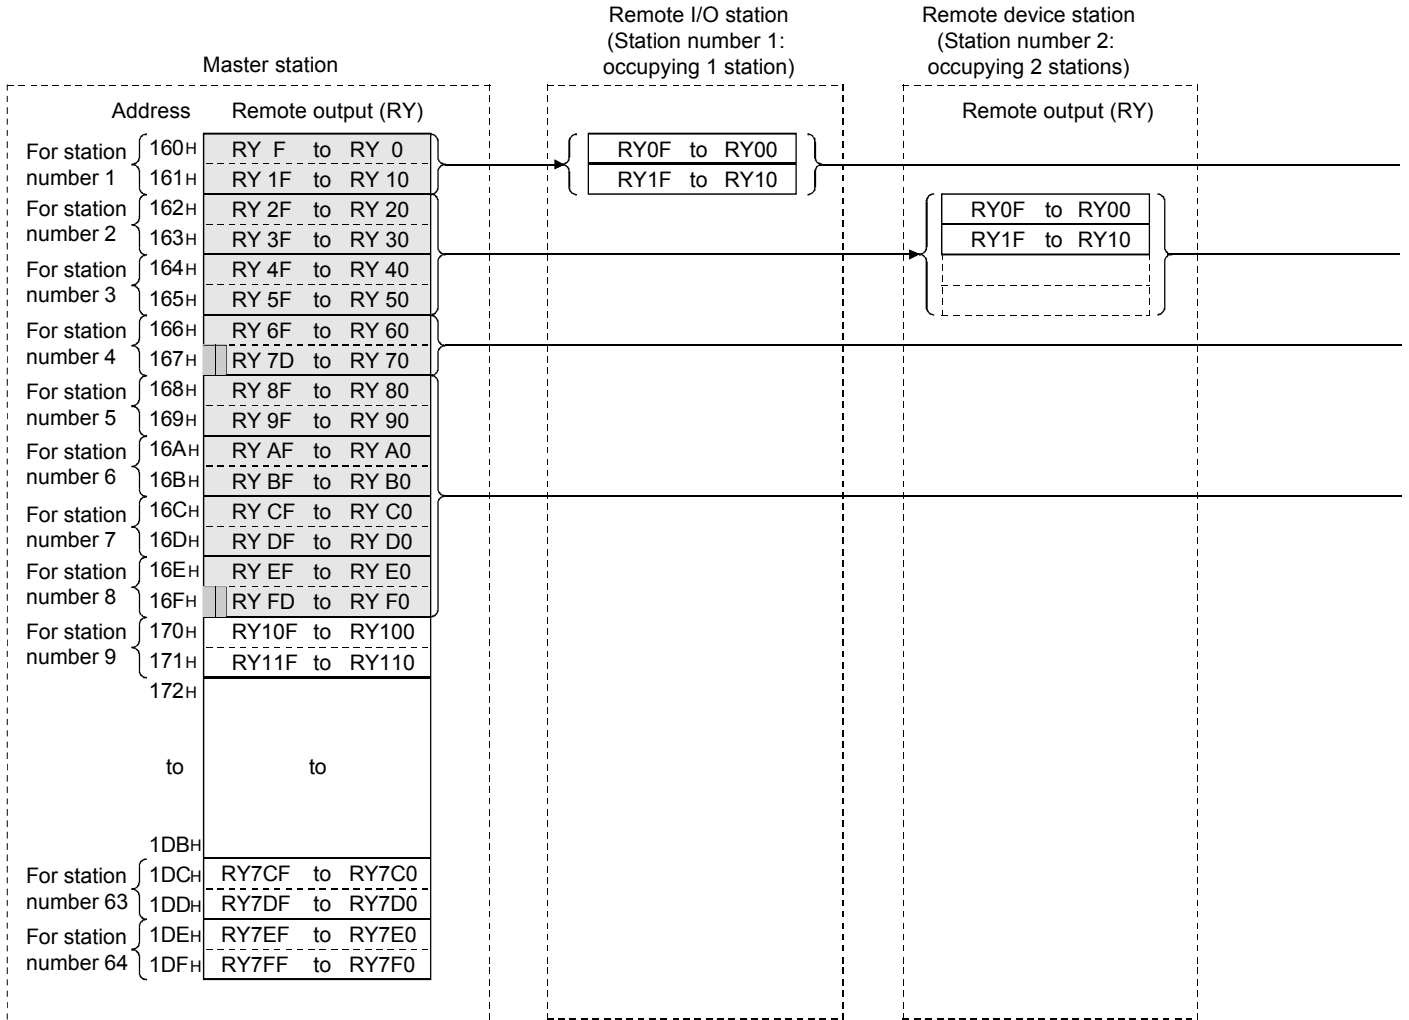 Remote I/O station
(Station number 1:
occupying 1 station)
Remote device station
(Station number 2:
occupying 2 stations)
Master station
Address Remote output (RY)
Remote output (RY)
For station
number 1
160H RY F to RY 0
161H RY 1F to RY 10
For station
number 2
162H RY 2F to RY 20
163H RY 3F to RY 30
For station
number 3
164H RY 4F to RY 40
165H RY 5F to RY 50
For station
number 4
166H RY 6F to RY 60
167H RY 7D to RY 70
For station
number 5
168H RY 8F to RY 80
169H RY 9F to RY 90
For station
number 6
16AH RY AF to RY A0
16BH RY BF to RY B0
For station
number 7
16CH RY CF to RY C0
16DH RY DF to RY D0
For station
number 8
16EH RY EF to RY E0
16FH RY FD to RY F0
For station
number 9
170H RY10F to RY100
171H RY11F to RY110
172H
to to
1DBH
For station
number 63
1DCH RY7CF to RY7C0
1DDH RY7DF to RY7D0
For station
number 64
1DEH RY7EF to RY7E0
1DFH RY7FF to RY7F0
RY0F to RY00
RY1F to RY10
RY0F to RY00
RY1F to RY10